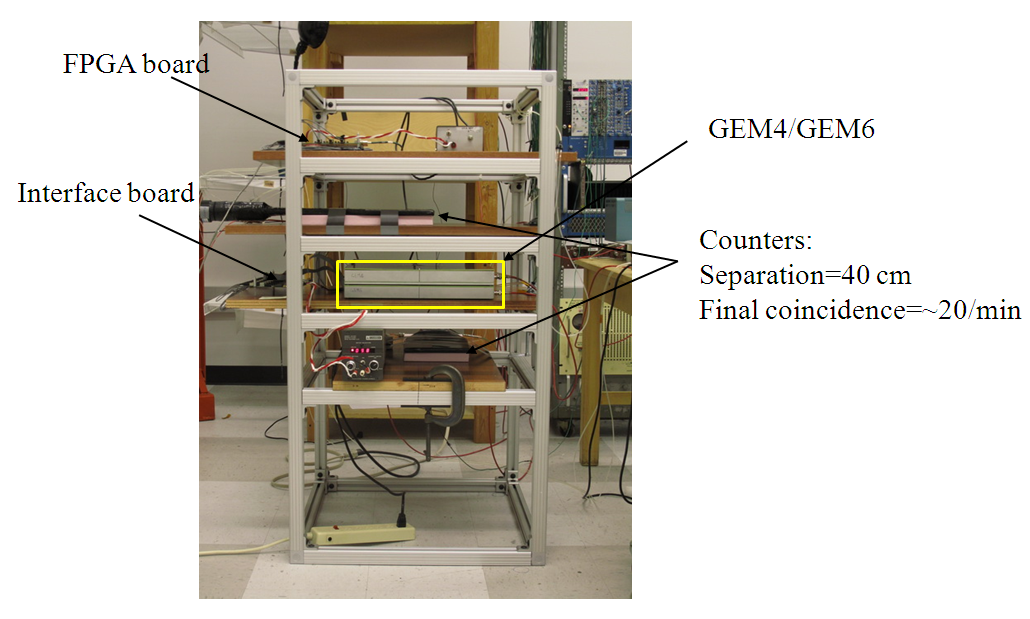 FPGA board
GEM4/GEM6
Interface board
Counters:
Separation=40 cm
Final coincidence=~20/min